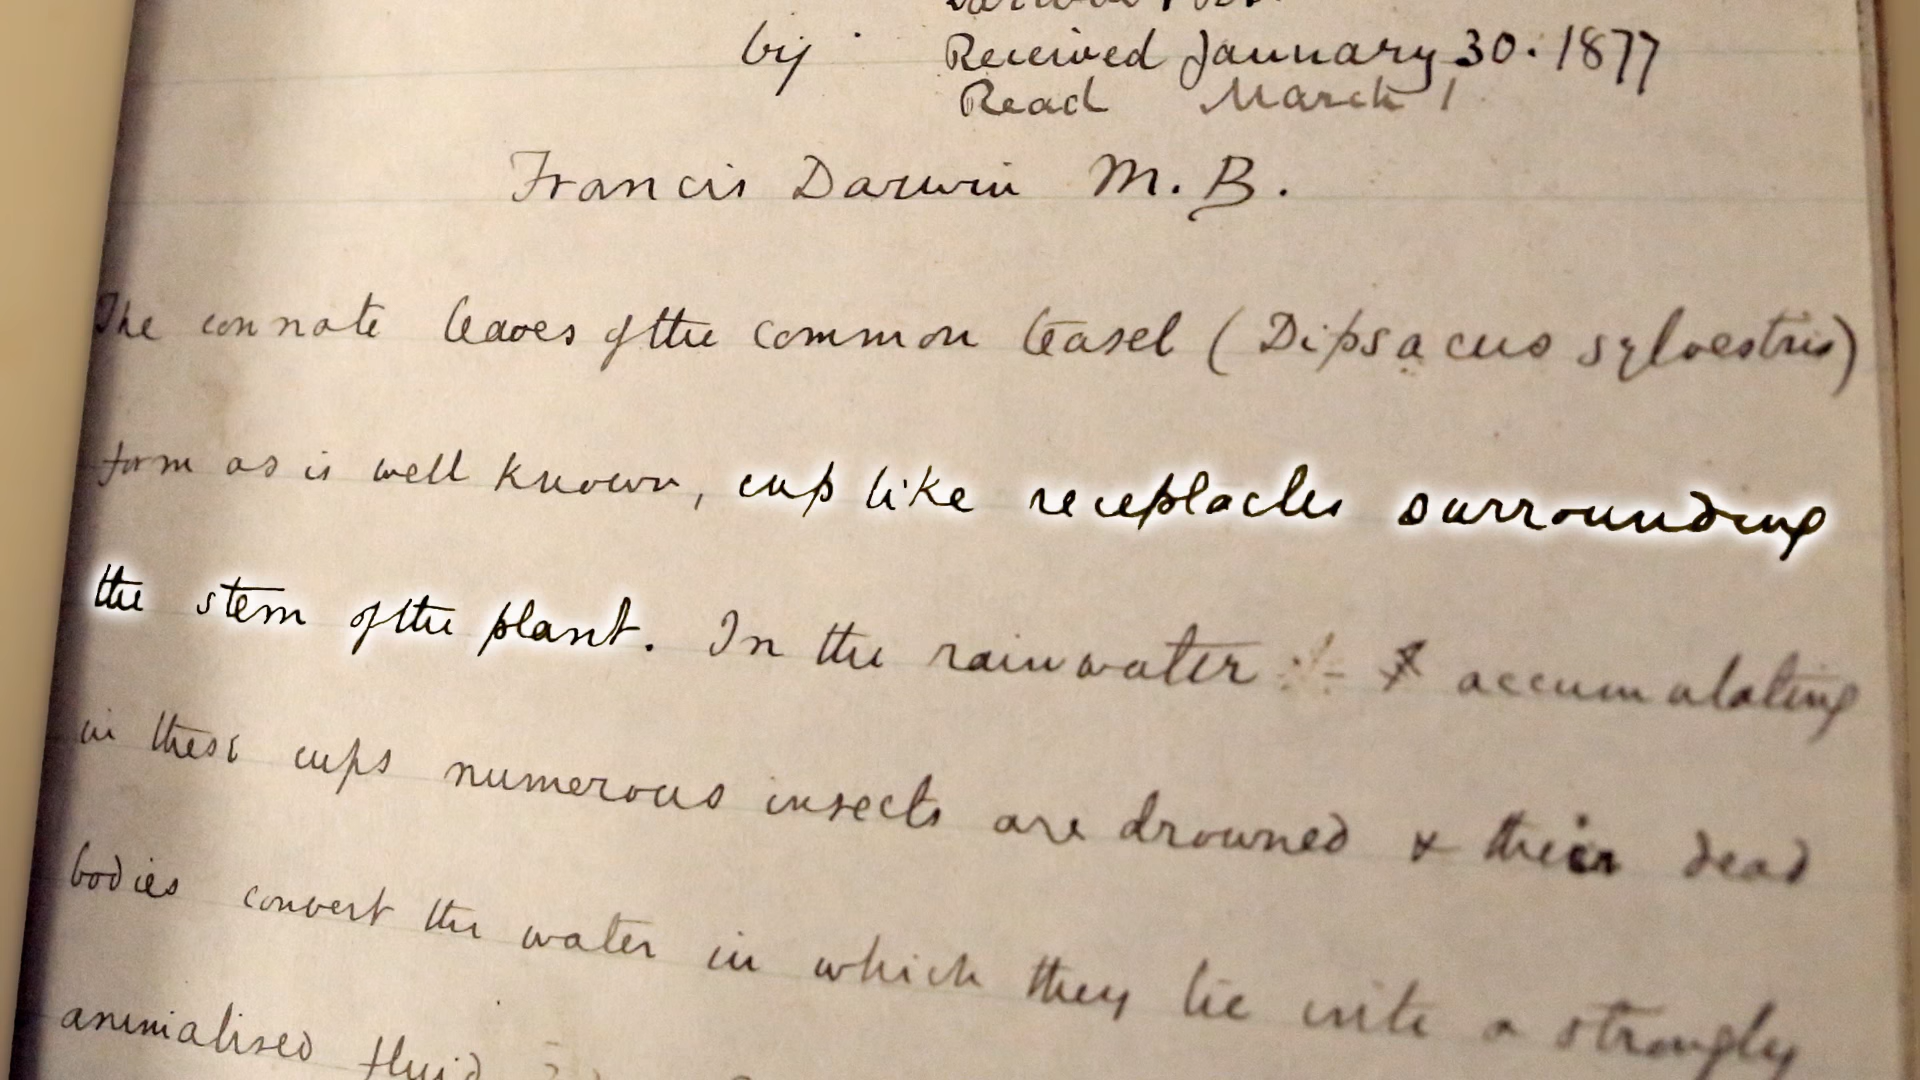 by Received January 30. 1877
Read March 1
Francis Darwin M.B.
The connate leaves of the common teasel (Dipsacus sylvestris)
form as is well known, cup like receptacles surrounding
the stem of the plant. In the rainwater accumulating
in these cups numerous insects are drowned & their dead
bodies convert the water in which they lie into a strongly
animalised fluid